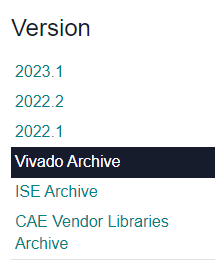 Version
2023.1
2022.2
2022.1
Vivado Archive
ISE Archive
CAE Vendor Libraries
Archive